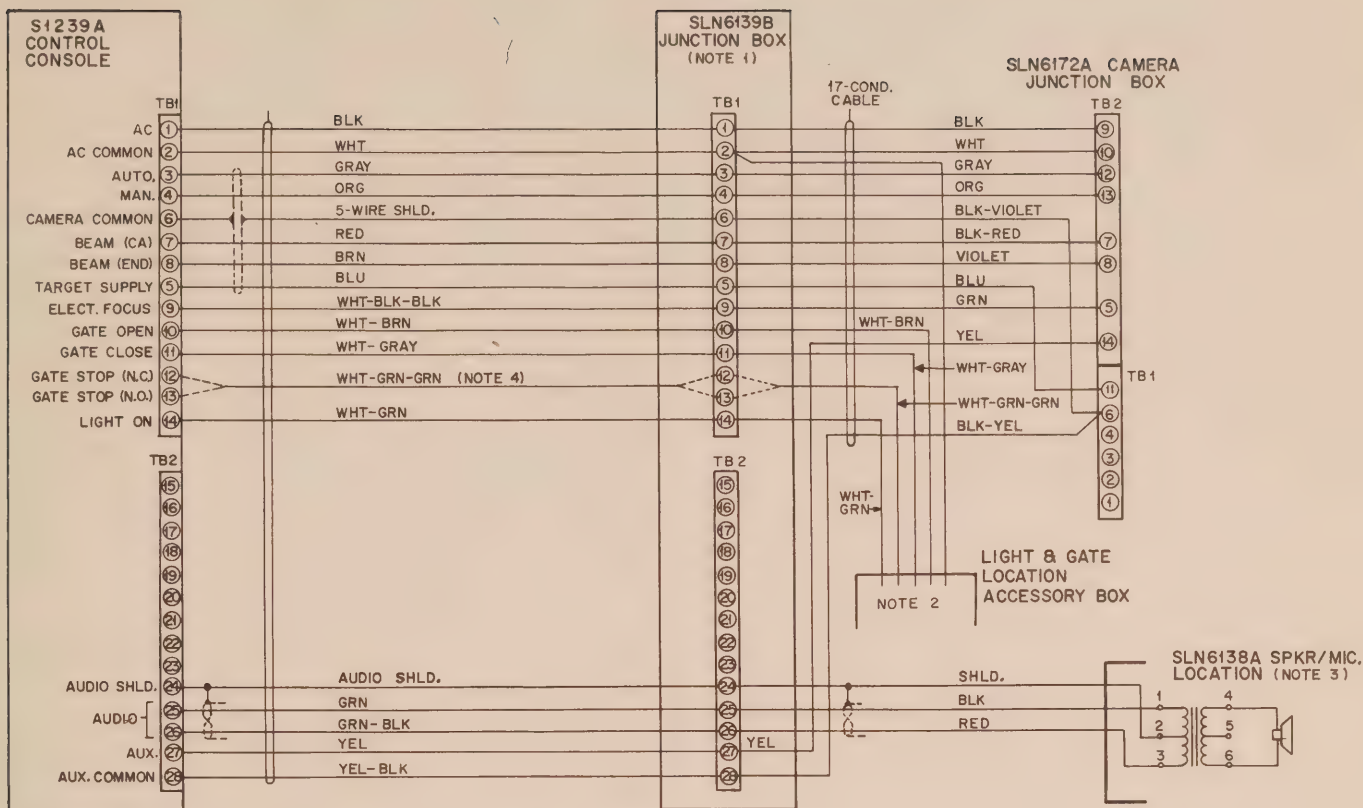 S1239A
CONTROL
CONSOLE
SLN6139B
JUNCTION BOX
(NOTE 1)
SLN6172A CAMERA
JUNCTION BOX
17-COND.
CABLE
TB1
TB1
TB2
AC 1 BLK 1 BLK 9
AC COMMON 2 WHT 2 WHT 10
AUTO. 3 GRAY 3 GRAY 12
MAN. 4 ORG 4 ORG 13
CAMERA COMMON 6 5-WIRE SHLD. 6 BLK-VIOLET
BEAM (CA) 7 RED 7 BLK-RED 7
BEAM (END) 8 BRN 8 VIOLET 8
TARGET SUPPLY 5 BLU 5 BLU
ELECT. FOCUS 9 WHT-BLK-BLK 9 GRN 5
GATE OPEN 10 WHT-BRN 10 WHT-BRN
YEL 14
GATE CLOSE 11 WHT-GRAY 11 WHT-GRAY
TB1
GATE STOP (N.C.) 12 WHT-GRN-GRN (NOTE 4) 12
11
GATE STOP (N.O.) 13 13 WHT-GRN-GRN
6
LIGHT ON 14 WHT-GRN 14 BLK-YEL
4
3
2
1
TB2
TB2
15 15
16 16
WHT-
GRN
17 17
18 18
19 19
20 20
21 21
22 22
23 23
LIGHT & GATE
LOCATION
ACCESSORY BOX
NOTE 2
SLN6138A SPKR/MIC.
LOCATION (NOTE 3)
AUDIO SHLD. 24 AUDIO SHLD. 24 SHLD.
AUDIO 25 GRN 25 BLK
26 GRN-BLK 26 RED
AUX. 27 YEL 27 YEL
AUX. COMMON 28 YEL-BLK 28
1 4
2 5
3 6